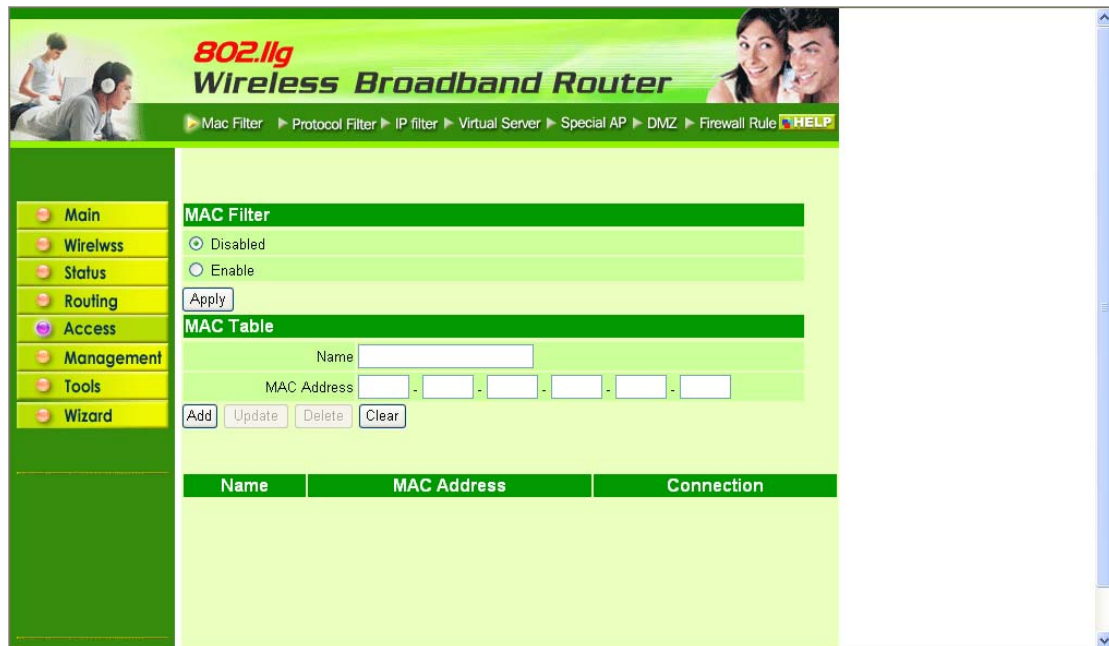 802.11g
Wireless Broadband Router
Mac Filter Protocol Filter IP filter Virtual Server Special AP DMZ Firewall Rule HELP
Main
Wirelwss
Status
Routing
Access
Management
Tools
Wizard
MAC Filter
Disabled
Enable
Apply
MAC Table
Name
MAC Address - - - - -
Add Update Delete Clear
Name MAC Address Connection